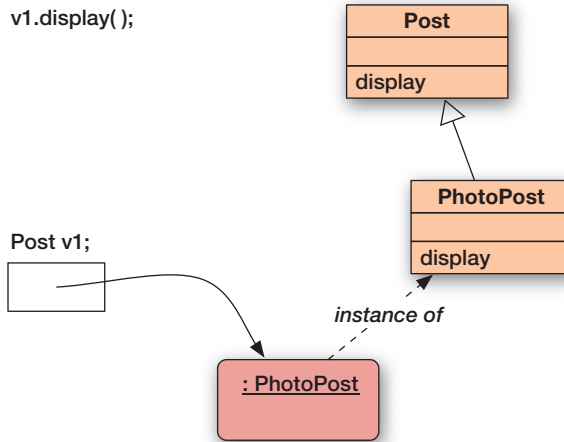 v1.display( );
Post
display
PhotoPost
display
Post v1;
instance of
: PhotoPost